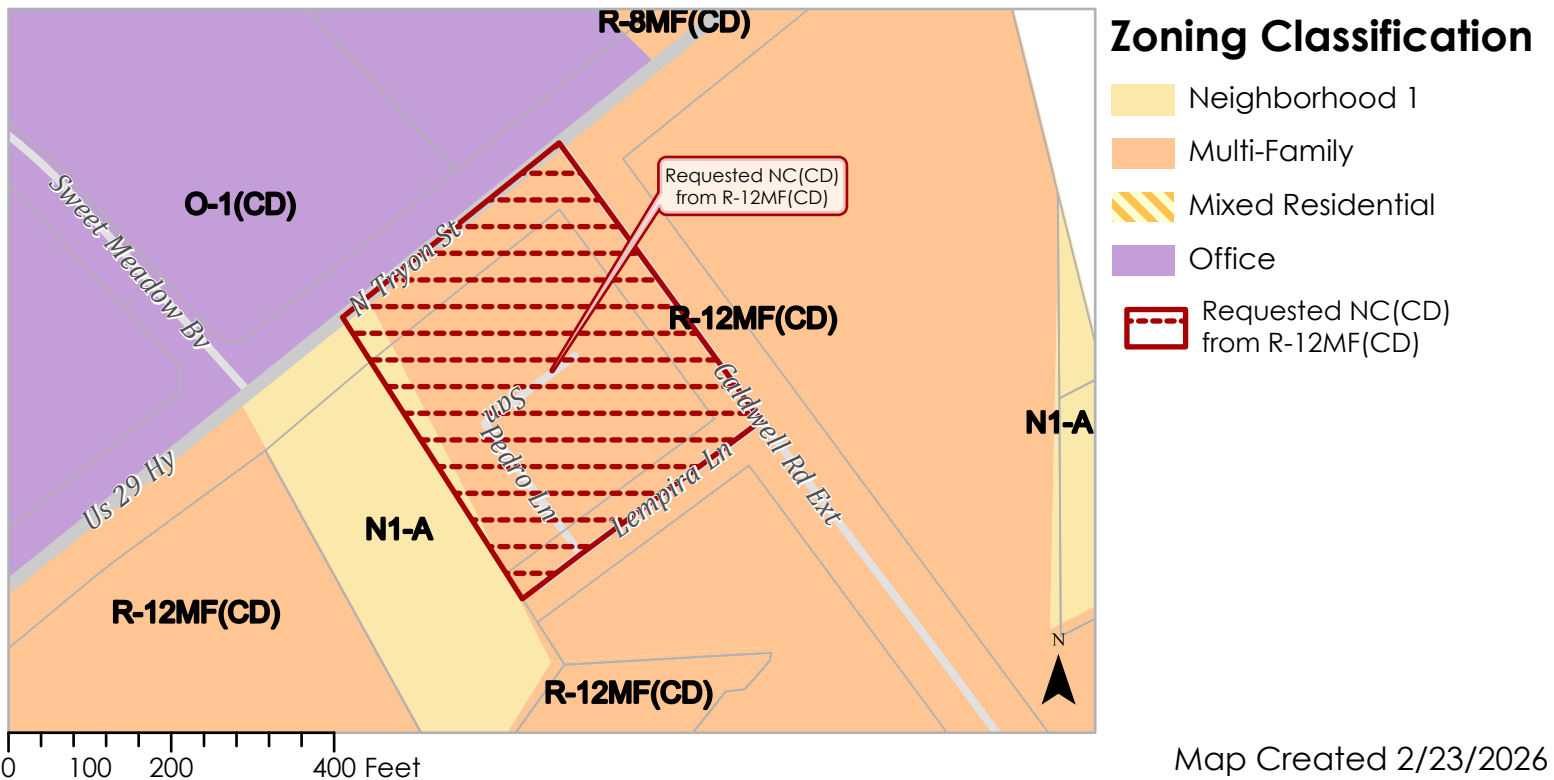 R-8MF(CD)
Zoning Classification
Neighborhood 1
Multi-Family
Mixed Residential
Office
Requested NC(CD)
from R-12MF(CD)
Requested NC(CD)
from R-12MF(CD)
O-1(CD)
Sweet Meadow Bv
N Tryon St
R-12MF(CD)
San
Pedro Ln
Caldwell Rd Ext
Lempira Ln
N1-A
Us 29 Hy
N1-A
R-12MF(CD)
R-12MF(CD)
N
0 100 200 400 Feet
Map Created 2/23/2026